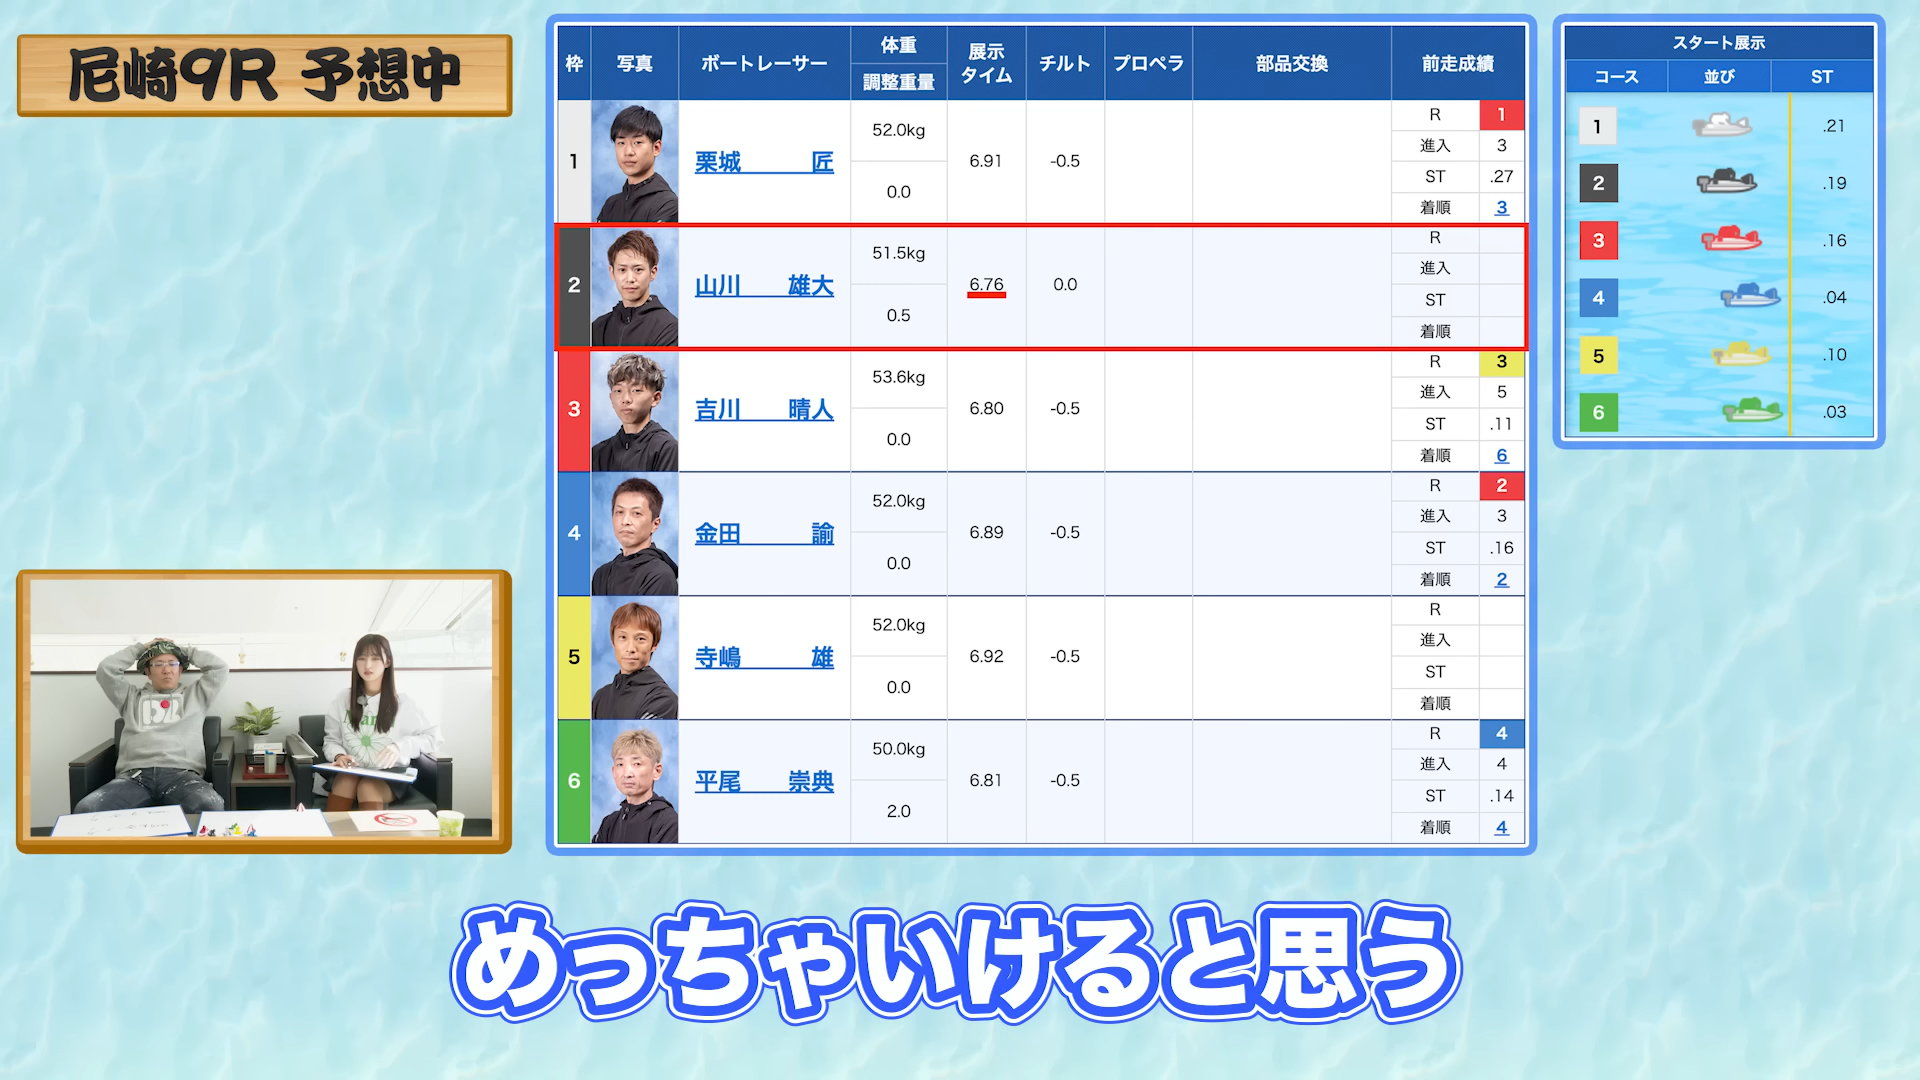 尼崎9R 予想中
枠 写真 ボートレーサー 体重 調整重量 展示タイム チルト プロペラ 部品交換 前走成績
1 栗城 匠 52.0kg 0.0 6.91 -0.5
R 1
進入 3
ST .27
着順 3
2 山川 雄大 51.5kg 0.5 6.76 0.0
R
進入
ST
着順
3 吉川 晴人 53.6kg 0.0 6.80 -0.5
R 3
進入 5
ST .11
着順 6
4 金田 諭 52.0kg 0.0 6.89 -0.5
R 2
進入 3
ST .16
着順 2
5 寺嶋 雄 52.0kg 0.0 6.92 -0.5
R
進入
ST
着順
6 平尾 崇典 50.0kg 2.0 6.81 -0.5
R 4
進入 4
ST .14
着順 4
スタート展示
コース 並び ST
1 .21
2 .19
3 .16
4 .04
5 .10
6 .03
めっちゃいけると思う